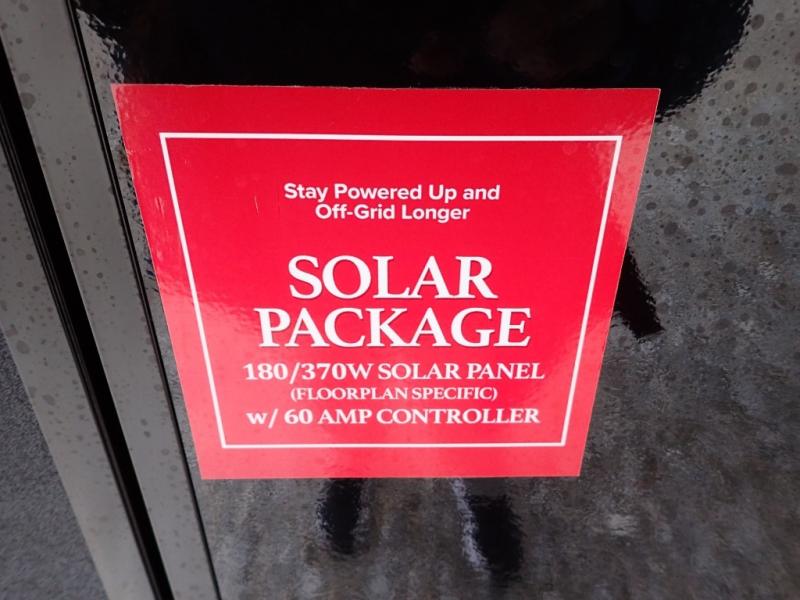 Stay Powered Up and
Off-Grid Longer
SOLAR
PACKAGE
180/370W SOLAR PANEL
(FLOORPLAN SPECIFIC)
w/ 60 AMP CONTROLLER